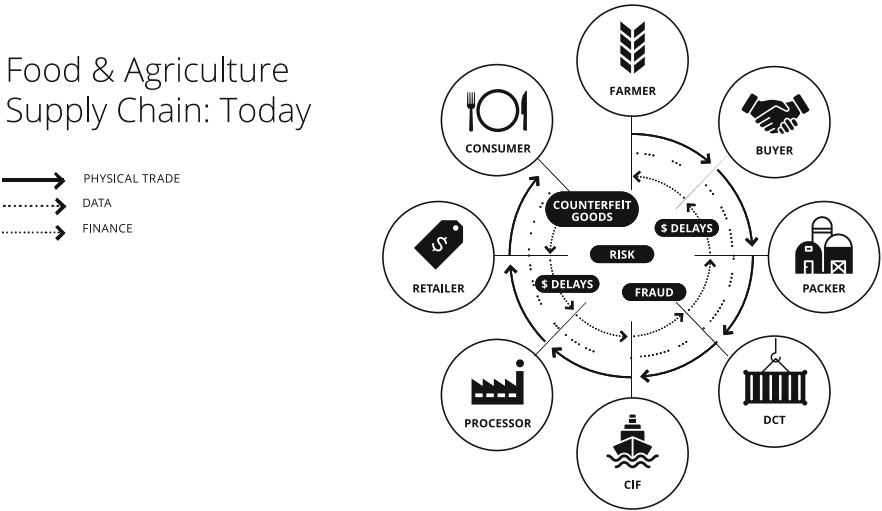 Food & Agriculture
Supply Chain: Today
PHYSICAL TRADE
DATA
FINANCE
FARMER
CONSUMER
BUYER
COUNTERFEIT
GOODS
$ DELAYS
RISK
RETAILER
$
$ DELAYS
FRAUD
PACKER
PROCESSOR
DCT
CIF